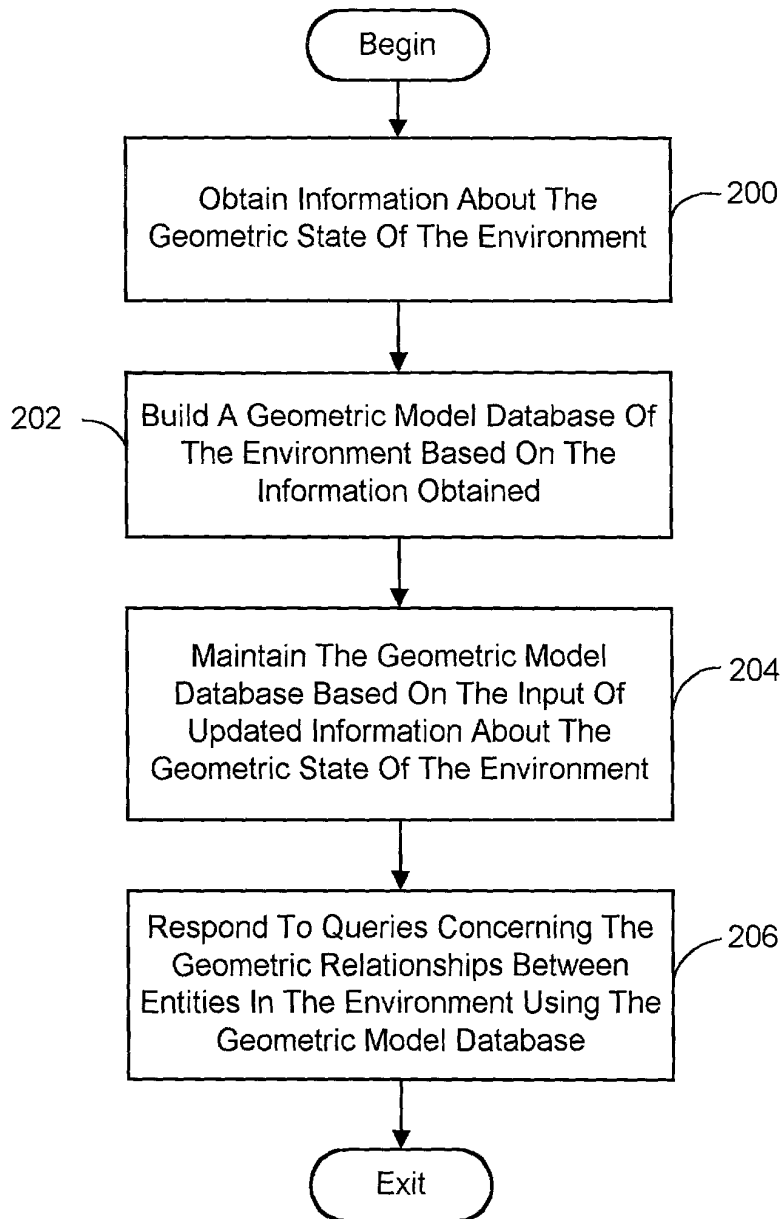 Begin
Obtain Information About The
Geometric State Of The Environment
200
202
Build A Geometric Model Database Of
The Environment Based On The
Information Obtained
Maintain The Geometric Model
Database Based On The Input Of
Updated Information About The
Geometric State Of The Environment
204
Respond To Queries Concerning The
Geometric Relationships Between
Entities In The Environment Using The
Geometric Model Database
206
Exit